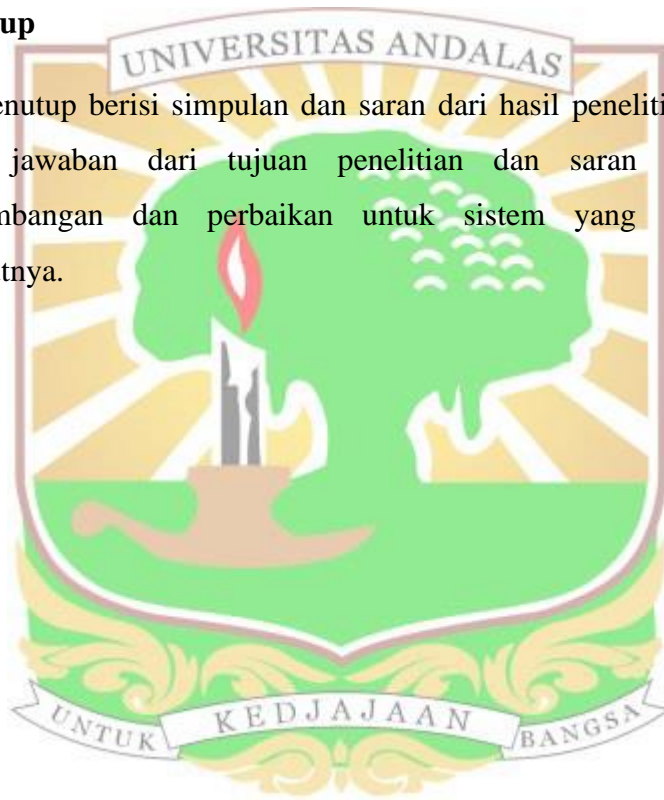 up
UNIVERSITAS ANDALAS
enutup berisi simpulan dan saran dari hasil peneliti
jawaban dari tujuan penelitian dan saran
mbangan dan perbaikan untuk sistem yang
utnya.
UNTUK KEDJAJAAN BANGSA